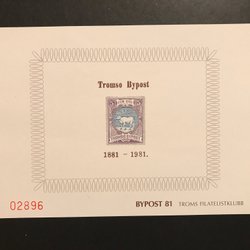 Tromsø Bypost
1881 - 1981.
02896
BYPOST 81 TROMS FILATELISTKLUBB